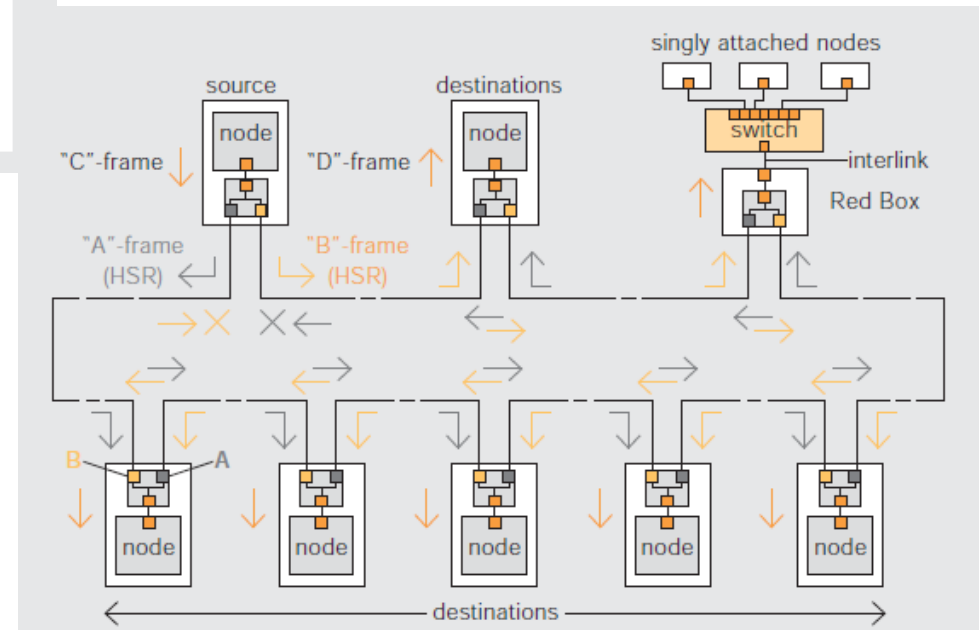 singly attached nodes
source
destinations
node
node
switch
"C"-frame
"D"-frame
interlink
Red Box
"A"-frame
(HSR)
"B"-frame
(HSR)
B
A
node
node
node
node
node
destinations